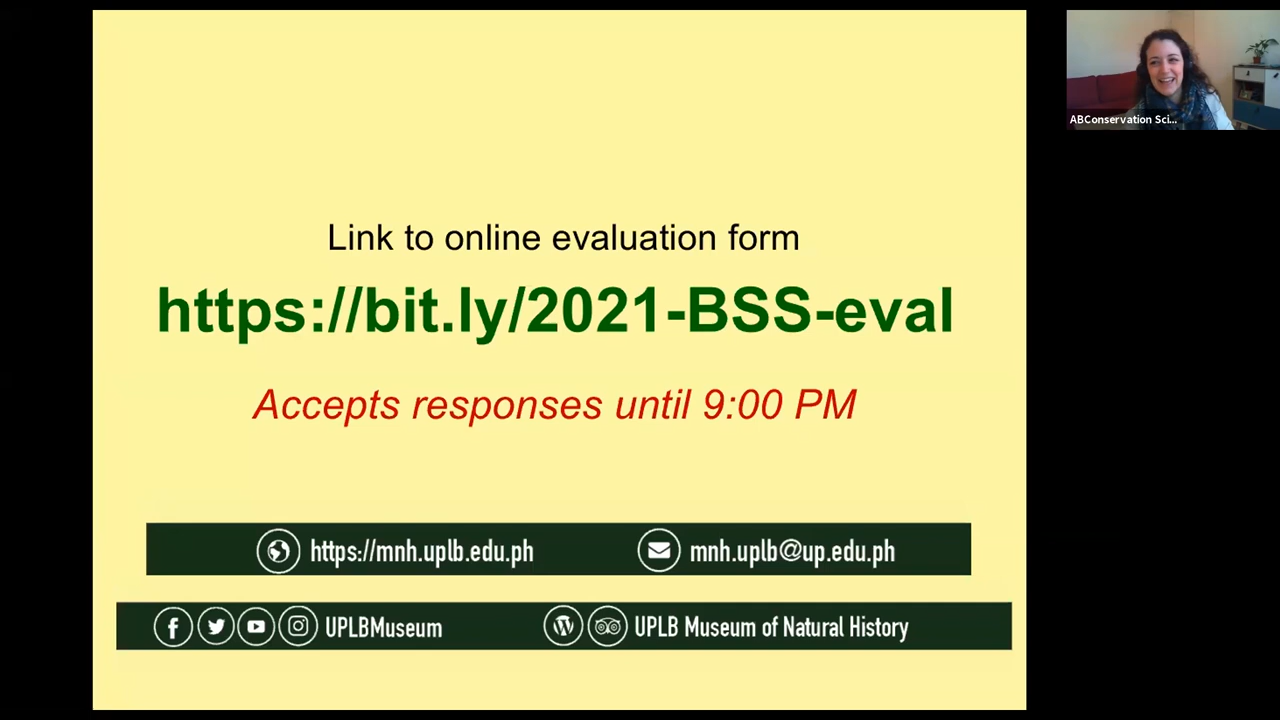 Link to online evaluation form
https://bit.ly/2021-BSS-eval
Accepts responses until 9:00 PM
https://mnh.uplb.edu.ph
mnh.uplb@up.edu.ph
UPLBMuseum
UPLB Museum of Natural History
ABConservation Sci...